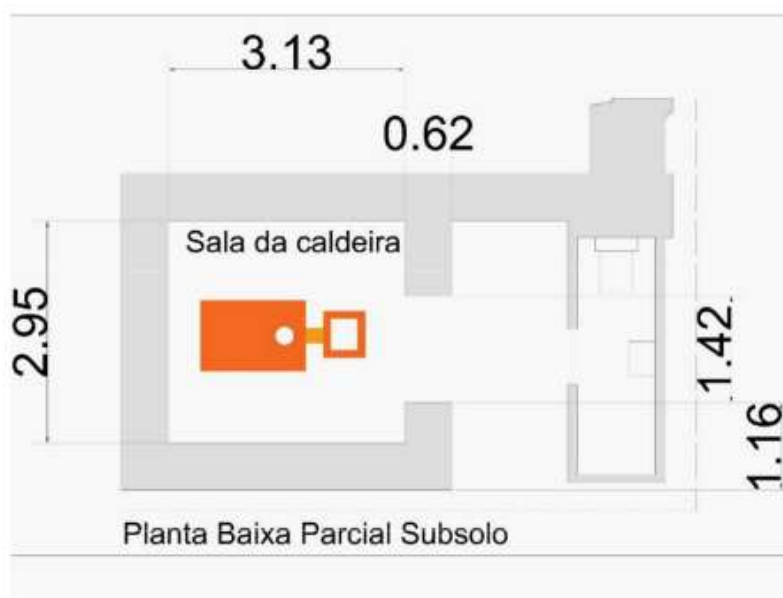 3.13
0.62
Sala da caldeira
2.95
1.42
1.16
Planta Baixa Parcial Subsolo